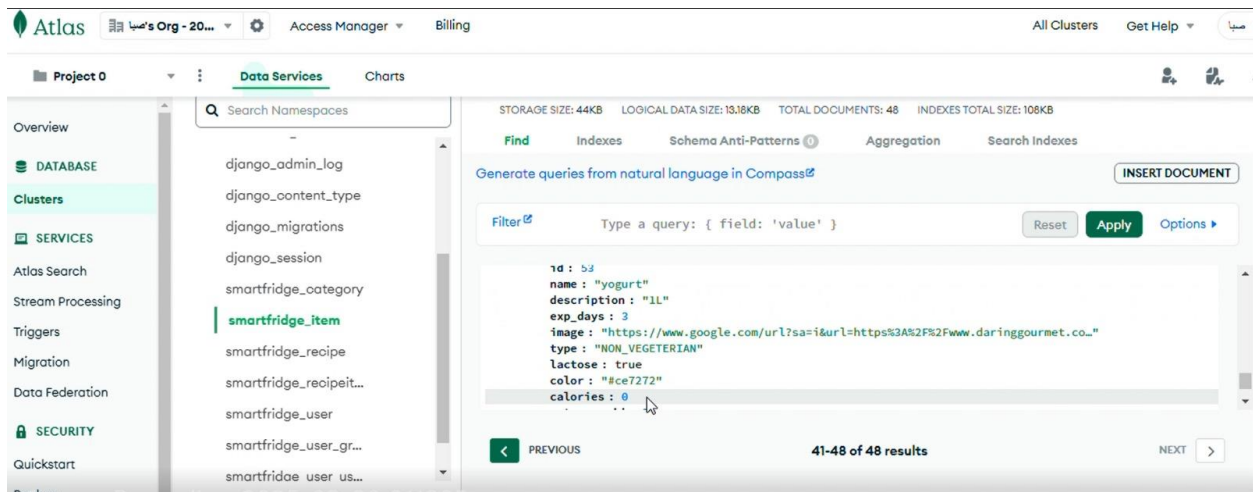 Atlas صبا's Org - 20... Access Manager Billing All Clusters Get Help صبا
Project 0 Data Services Charts
Overview
DATABASE
Clusters
SERVICES
Atlas Search
Stream Processing
Triggers
Migration
Data Federation
SECURITY
Quickstart
Search Namespaces
django_admin_log
django_content_type
django_migrations
django_session
smartfridge_category
smartfridge_item
smartfridge_recipe
smartfridge_recipeit...
smartfridge_user
smartfridge_user_gr...
smartfridge_user_us...
STORAGE SIZE: 44KB LOGICAL DATA SIZE: 13.18KB TOTAL DOCUMENTS: 48 INDEXES TOTAL SIZE: 108KB
Find Indexes Schema Anti-Patterns 0 Aggregation Search Indexes
Generate queries from natural language in Compass
INSERT DOCUMENT
Filter Type a query: { field: 'value' } Reset Apply Options
id : 53
name : "yogurt"
description : "1L"
exp_days : 3
image : "https://www.google.com/url?sa=i&url=https%3A%2F%2Fwww.daringgourmet.co…"
type : "NON_VEGETERIAN"
lactose : true
color : "#ce7272"
calories : 0
PREVIOUS 41-48 of 48 results NEXT